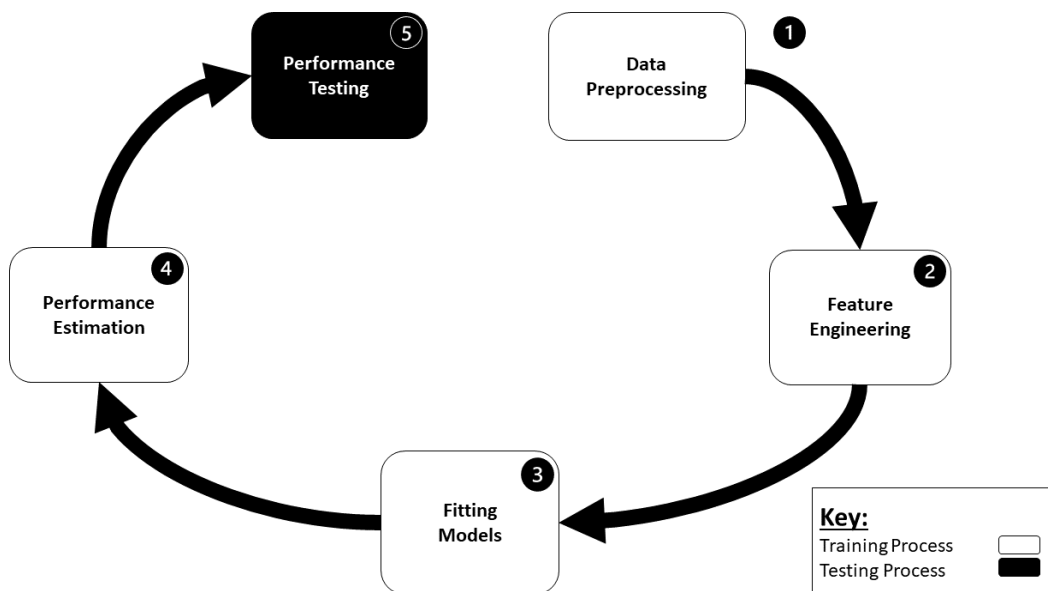 1
Data
Preprocessing
2
Feature
Engineering
3
Fitting
Models
4
Performance
Estimation
5
Performance
Testing
Key:
Training Process
Testing Process